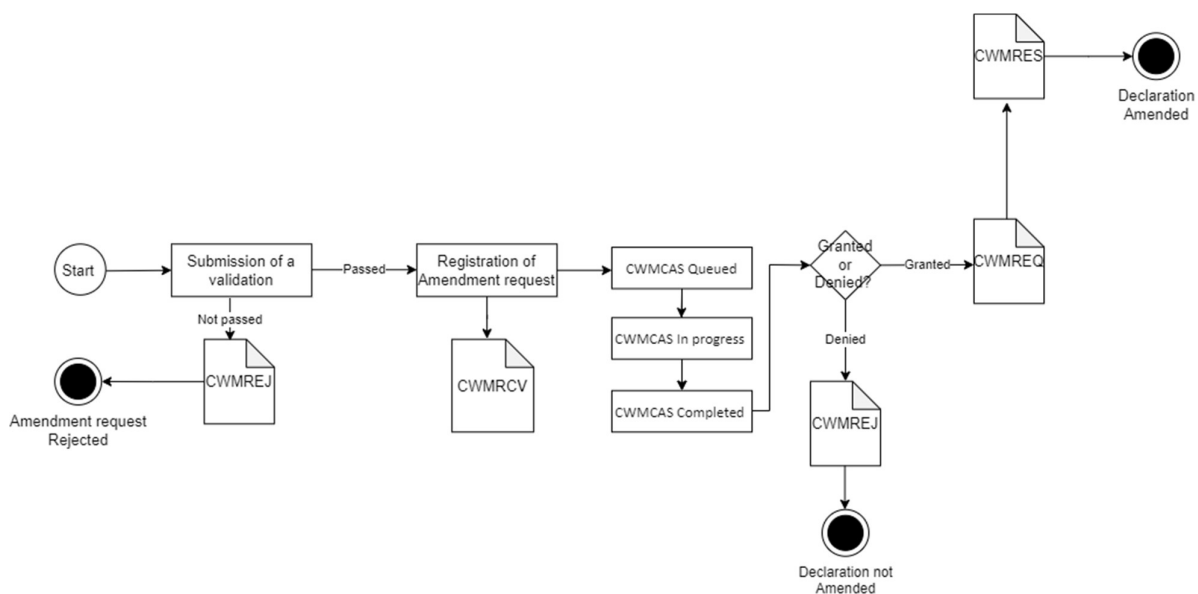 CWMRES
Declaration
Amended
Start
Submission of a
validation
Passed
Registration of
Amendment request
CWMCAS Queued
Granted
or
Denied?
Granted
CWMREQ
Not passed
CWMCAS In progress
Denied
CWMREJ
CWMRCV
CWMCAS Completed
CWMREJ
Amendment request
Rejected
Declaration not
Amended